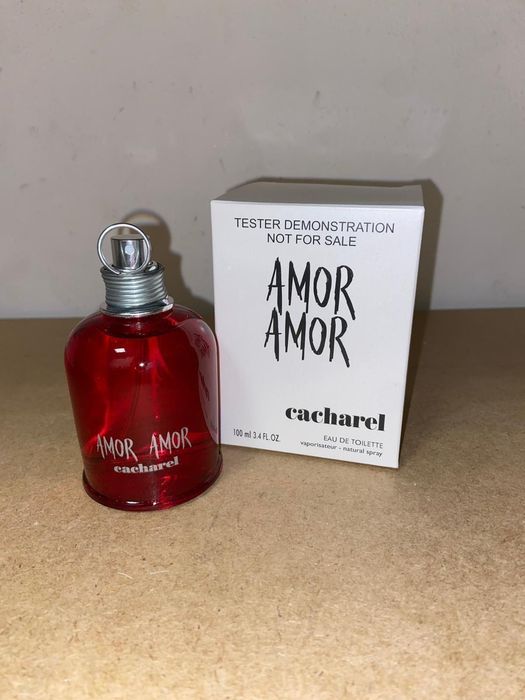 TESTER DEMONSTRATION
NOT FOR SALE
AMOR
AMOR
cacharel
100 ml 3.4 FL.OZ.
EAU DE TOILETTE
vaporisateur - natural spray
AMOR AMOR
cacharel